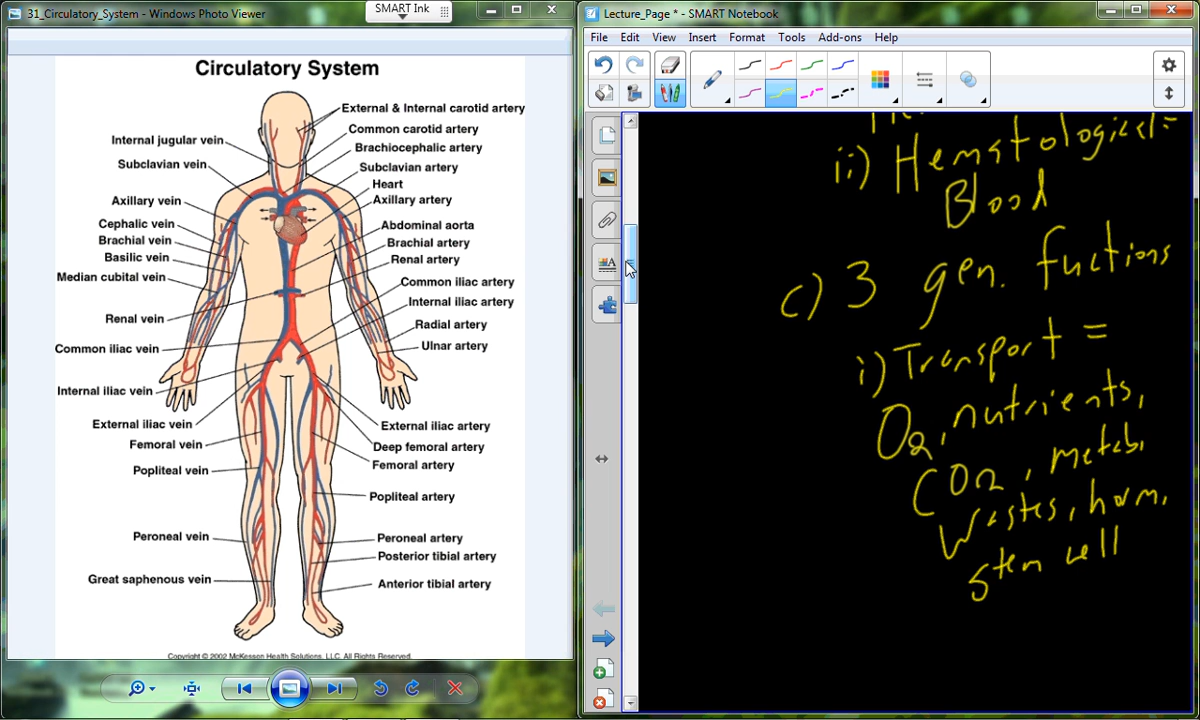 31_Circulatory_System - Windows Photo Viewer
SMART Ink
Circulatory System
External & Internal carotid artery
Common carotid artery
Brachiocephalic artery
Subclavian artery
Heart
Axillary artery
Abdominal aorta
Brachial artery
Renal artery
Common iliac artery
Internal iliac artery
Radial artery
Ulnar artery
External iliac artery
Deep femoral artery
Femoral artery
Popliteal artery
Peroneal artery
Posterior tibial artery
Anterior tibial artery
Internal jugular vein
Subclavian vein
Axillary vein
Cephalic vein
Brachial vein
Basilic vein
Median cubital vein
Renal vein
Common iliac vein
Internal iliac vein
External iliac vein
Femoral vein
Popliteal vein
Peroneal vein
Great saphenous vein
Copyright © 2002 McKesson Health Solutions, LLC. All Rights Reserved.
Lecture_Page * - SMART Notebook
File Edit View Insert Format Tools Add-ons Help
ii) Hematological =
Blood
c) 3 gen. fuctions
i) Transport =
O2, nutrients,
CO2, metab.
wastes, horm,
stem cell